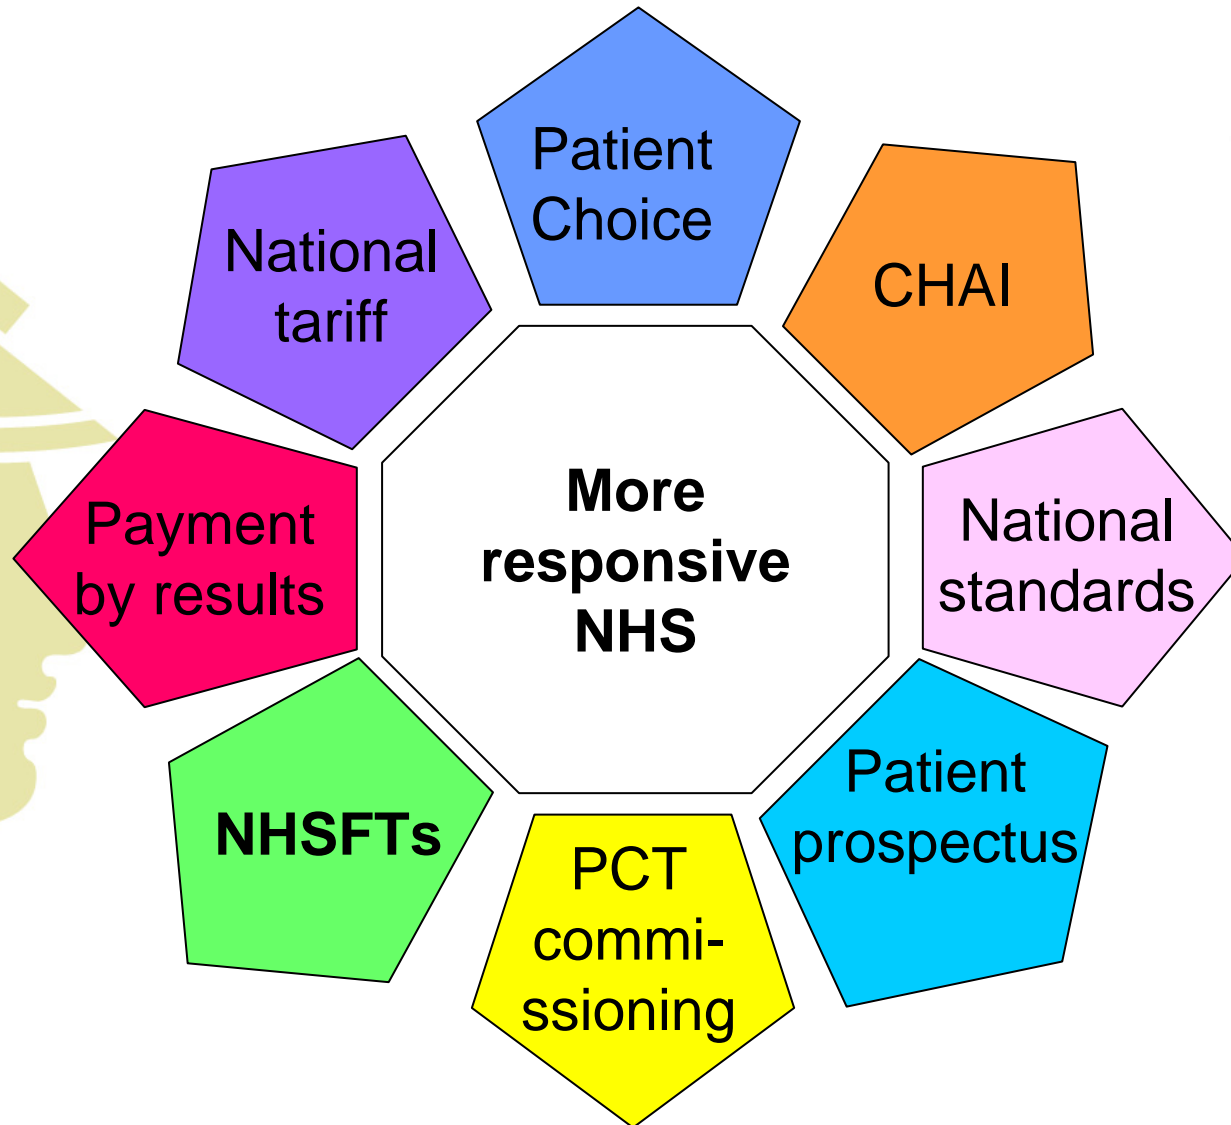 Patient
Choice
CHAI
National
standards
Patient
prospectus
PCT
commi-
ssioning
NHSFTs
Payment
by results
National
tariff
More
responsive
NHS